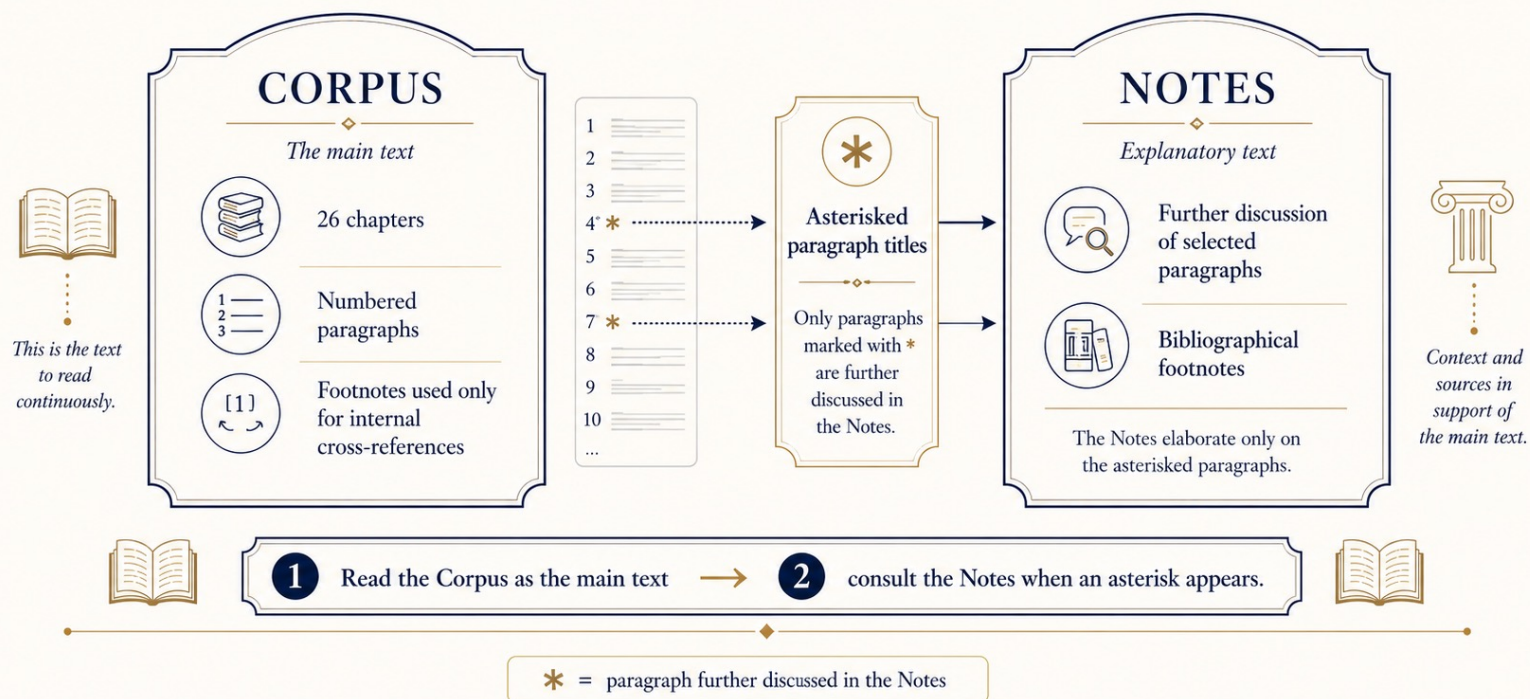 CORPUS
The main text
26 chapters
1
2
3
Numbered
paragraphs
[1]
Footnotes used only
for internal
cross-references
This is the text
to read
continuously.
1
2
3
4* *
5
6
7 *
8
9
10
...
*
Asterisked
paragraph titles
Only paragraphs
marked with *
are further
discussed in
the Notes.
NOTES
Explanatory text
Further discussion
of selected
paragraphs
Bibliographical
footnotes
The Notes elaborate only on
the asterisked paragraphs.
Context and
sources in
support of
the main text.
1 Read the Corpus as the main text → 2 consult the Notes when an asterisk appears.
* = paragraph further discussed in the Notes